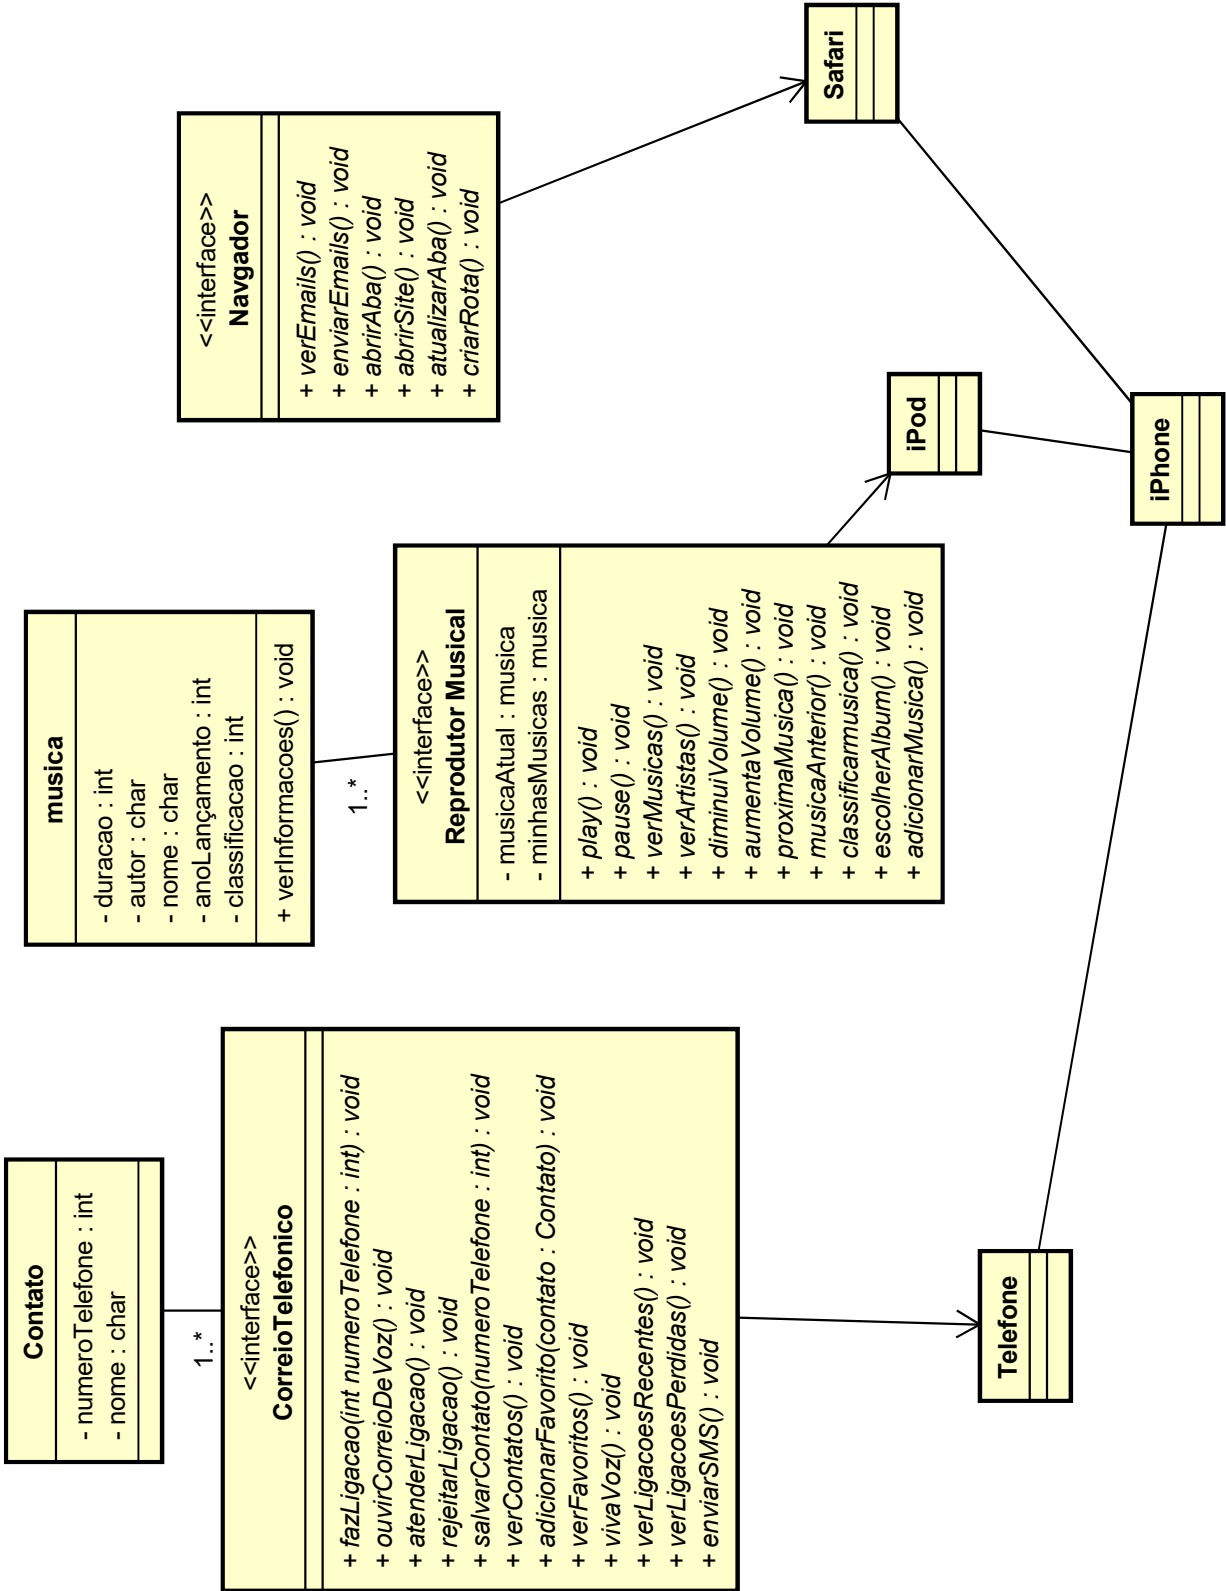 Contato
- numeroTelefone : int
- nome : char
1..*
<<interface>>
CorreioTelefonico
+ fazLigacao(int numeroTelefone : int) : void
+ ouvirCorreioDeVoz() : void
+ atenderLigacao() : void
+ rejeitarLigacao() : void
+ salvarContato(numeroTelefone : int) : void
+ verContatos() : void
+ adicionarFavorito(contato : Contato) : void
+ verFavoritos() : void
+ vivaVoz() : void
+ verLigacoesRecentes() : void
+ verLigacoesPerdidas() : void
+ enviarSMS() : void
Telefone
musica
- duracao : int
- autor : char
- nome : char
- anoLançamento : int
- classificacao : int
+ verInformacoes() : void
1..*
<<interface>>
Reprodutor Musical
- musicaAtual : musica
- minhasMusicas : musica
+ play() : void
+ pause() : void
+ verMusicas() : void
+ verArtistas() : void
+ diminuiVolume() : void
+ aumentaVolume() : void
+ proximaMusica() : void
+ musicaAnterior() : void
+ classificarmusica() : void
+ escolherAlbum() : void
+ adicionarMusica() : void
iPod
iPhone
<<interface>>
Navgador
+ verEmails() : void
+ enviarEmails() : void
+ abrirAba() : void
+ abrirSite() : void
+ atualizarAba() : void
+ criarRota() : void
Safari